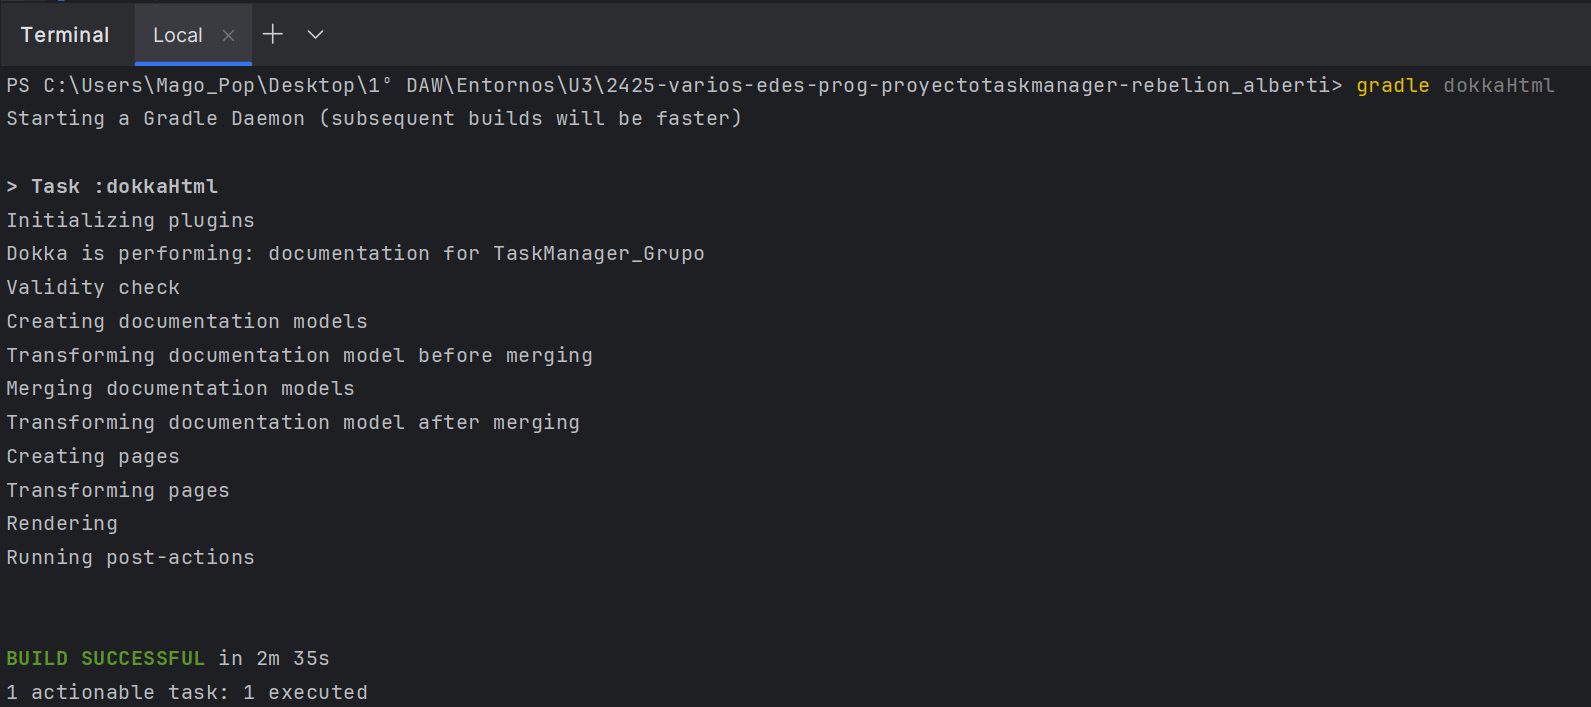 Terminal Local
PS C:\Users\Mago_Pop\Desktop\1º DAW\Entornos\U3\2425-varios-edes-prog-proyectotaskmanager-rebelion_alberti> gradle dokkaHtml
Starting a Gradle Daemon (subsequent builds will be faster)
> Task :dokkaHtml
Initializing plugins
Dokka is performing: documentation for TaskManager_Grupo
Validity check
Creating documentation models
Transforming documentation model before merging
Merging documentation models
Transforming documentation model after merging
Creating pages
Transforming pages
Rendering
Running post-actions
BUILD SUCCESSFUL in 2m 35s
1 actionable task: 1 executed